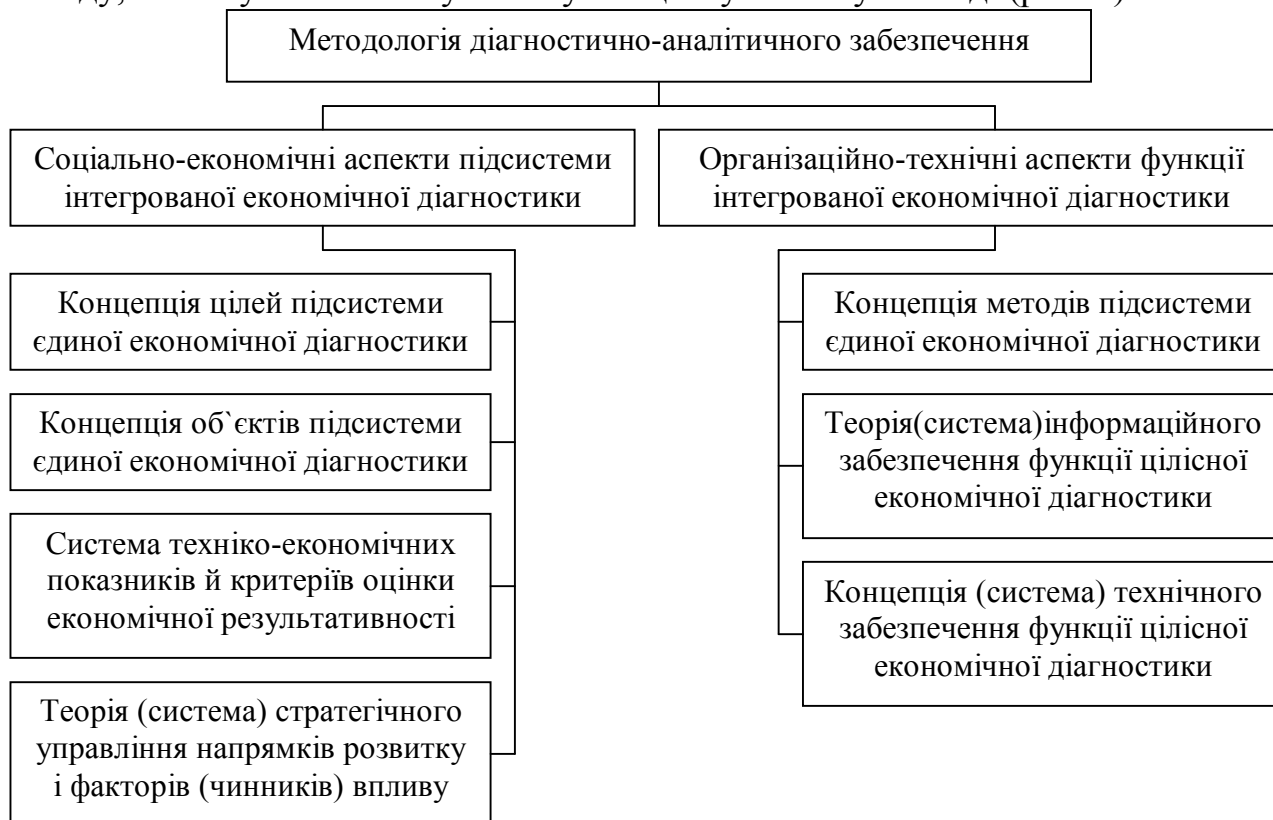 Методологія діагностично-аналітичного забезпечення
Соціально-економічні аспекти підсистеми
інтегрованої економічної діагностики
Організаційно-технічні аспекти функції
інтегрованої економічної діагностики
Концепція цілей підсистеми
єдиної економічної діагностики
Концепція об`єктів підсистеми
єдиної економічної діагностики
Система техніко-економічних
показників й критеріїв оцінки
економічної результативності
Теорія (система) стратегічного
управління напрямків розвитку
і факторів (чинників) впливу
Концепція методів підсистеми
єдиної економічної діагностики
Теорія(система)інформаційного
забезпечення функції цілісної
економічної діагностики
Концепція (система) технічного
забезпечення функції цілісної
економічної діагностики